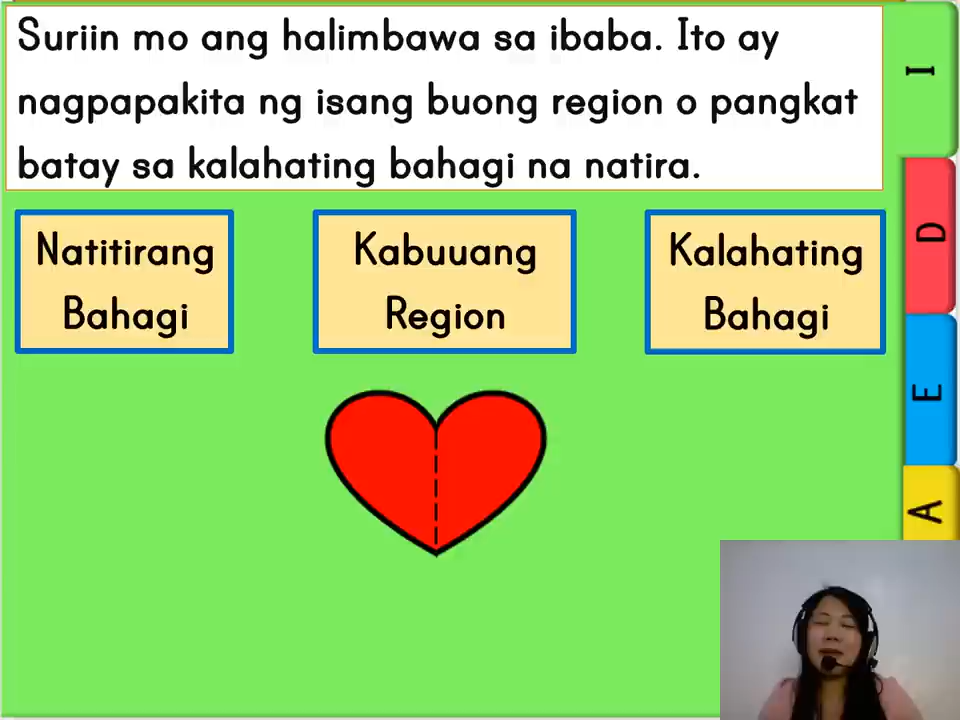 Suriin mo ang halimbawa sa ibaba. Ito ay
nagpapakita ng isang buong region o pangkat
batay sa kalahating bahagi na natira.
Natitirang
Bahagi
Kabuuang
Region
Kalahating
Bahagi
I
D
E
A